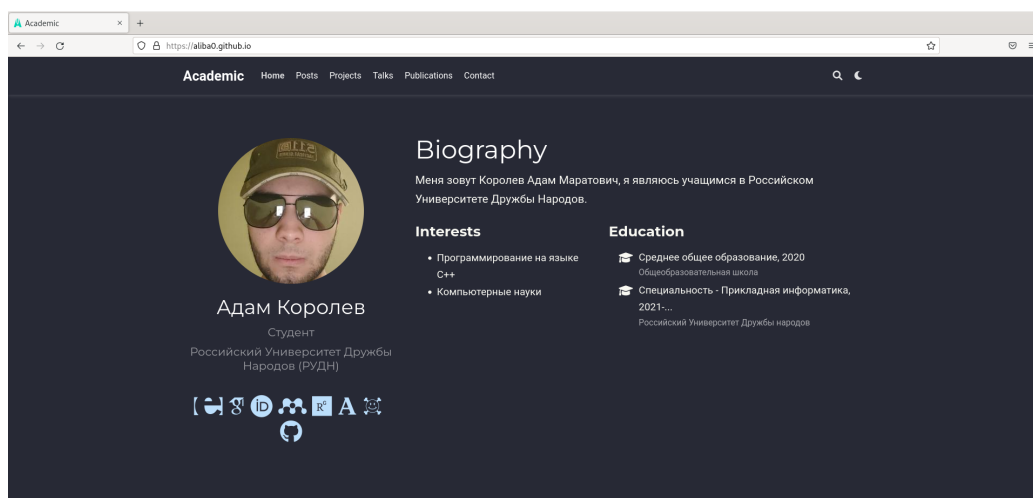 Academic
https://aliba0.github.io
Academic Home Posts Projects Talks Publications Contact
Biography
Меня зовут Королев Адам Маратович, я являюсь учащимся в Российском
Университете Дружбы Народов.
Interests
• Программирование на языке
C++
• Компьютерные науки
Education
Среднее общее образование, 2020
Общеобразовательная школа
Специальность - Прикладная информатика,
2021-...
Российский Университет Дружбы народов
Адам Королев
Студент
Российский Университет Дружбы
Народов (РУДН)
iD
R^G
A